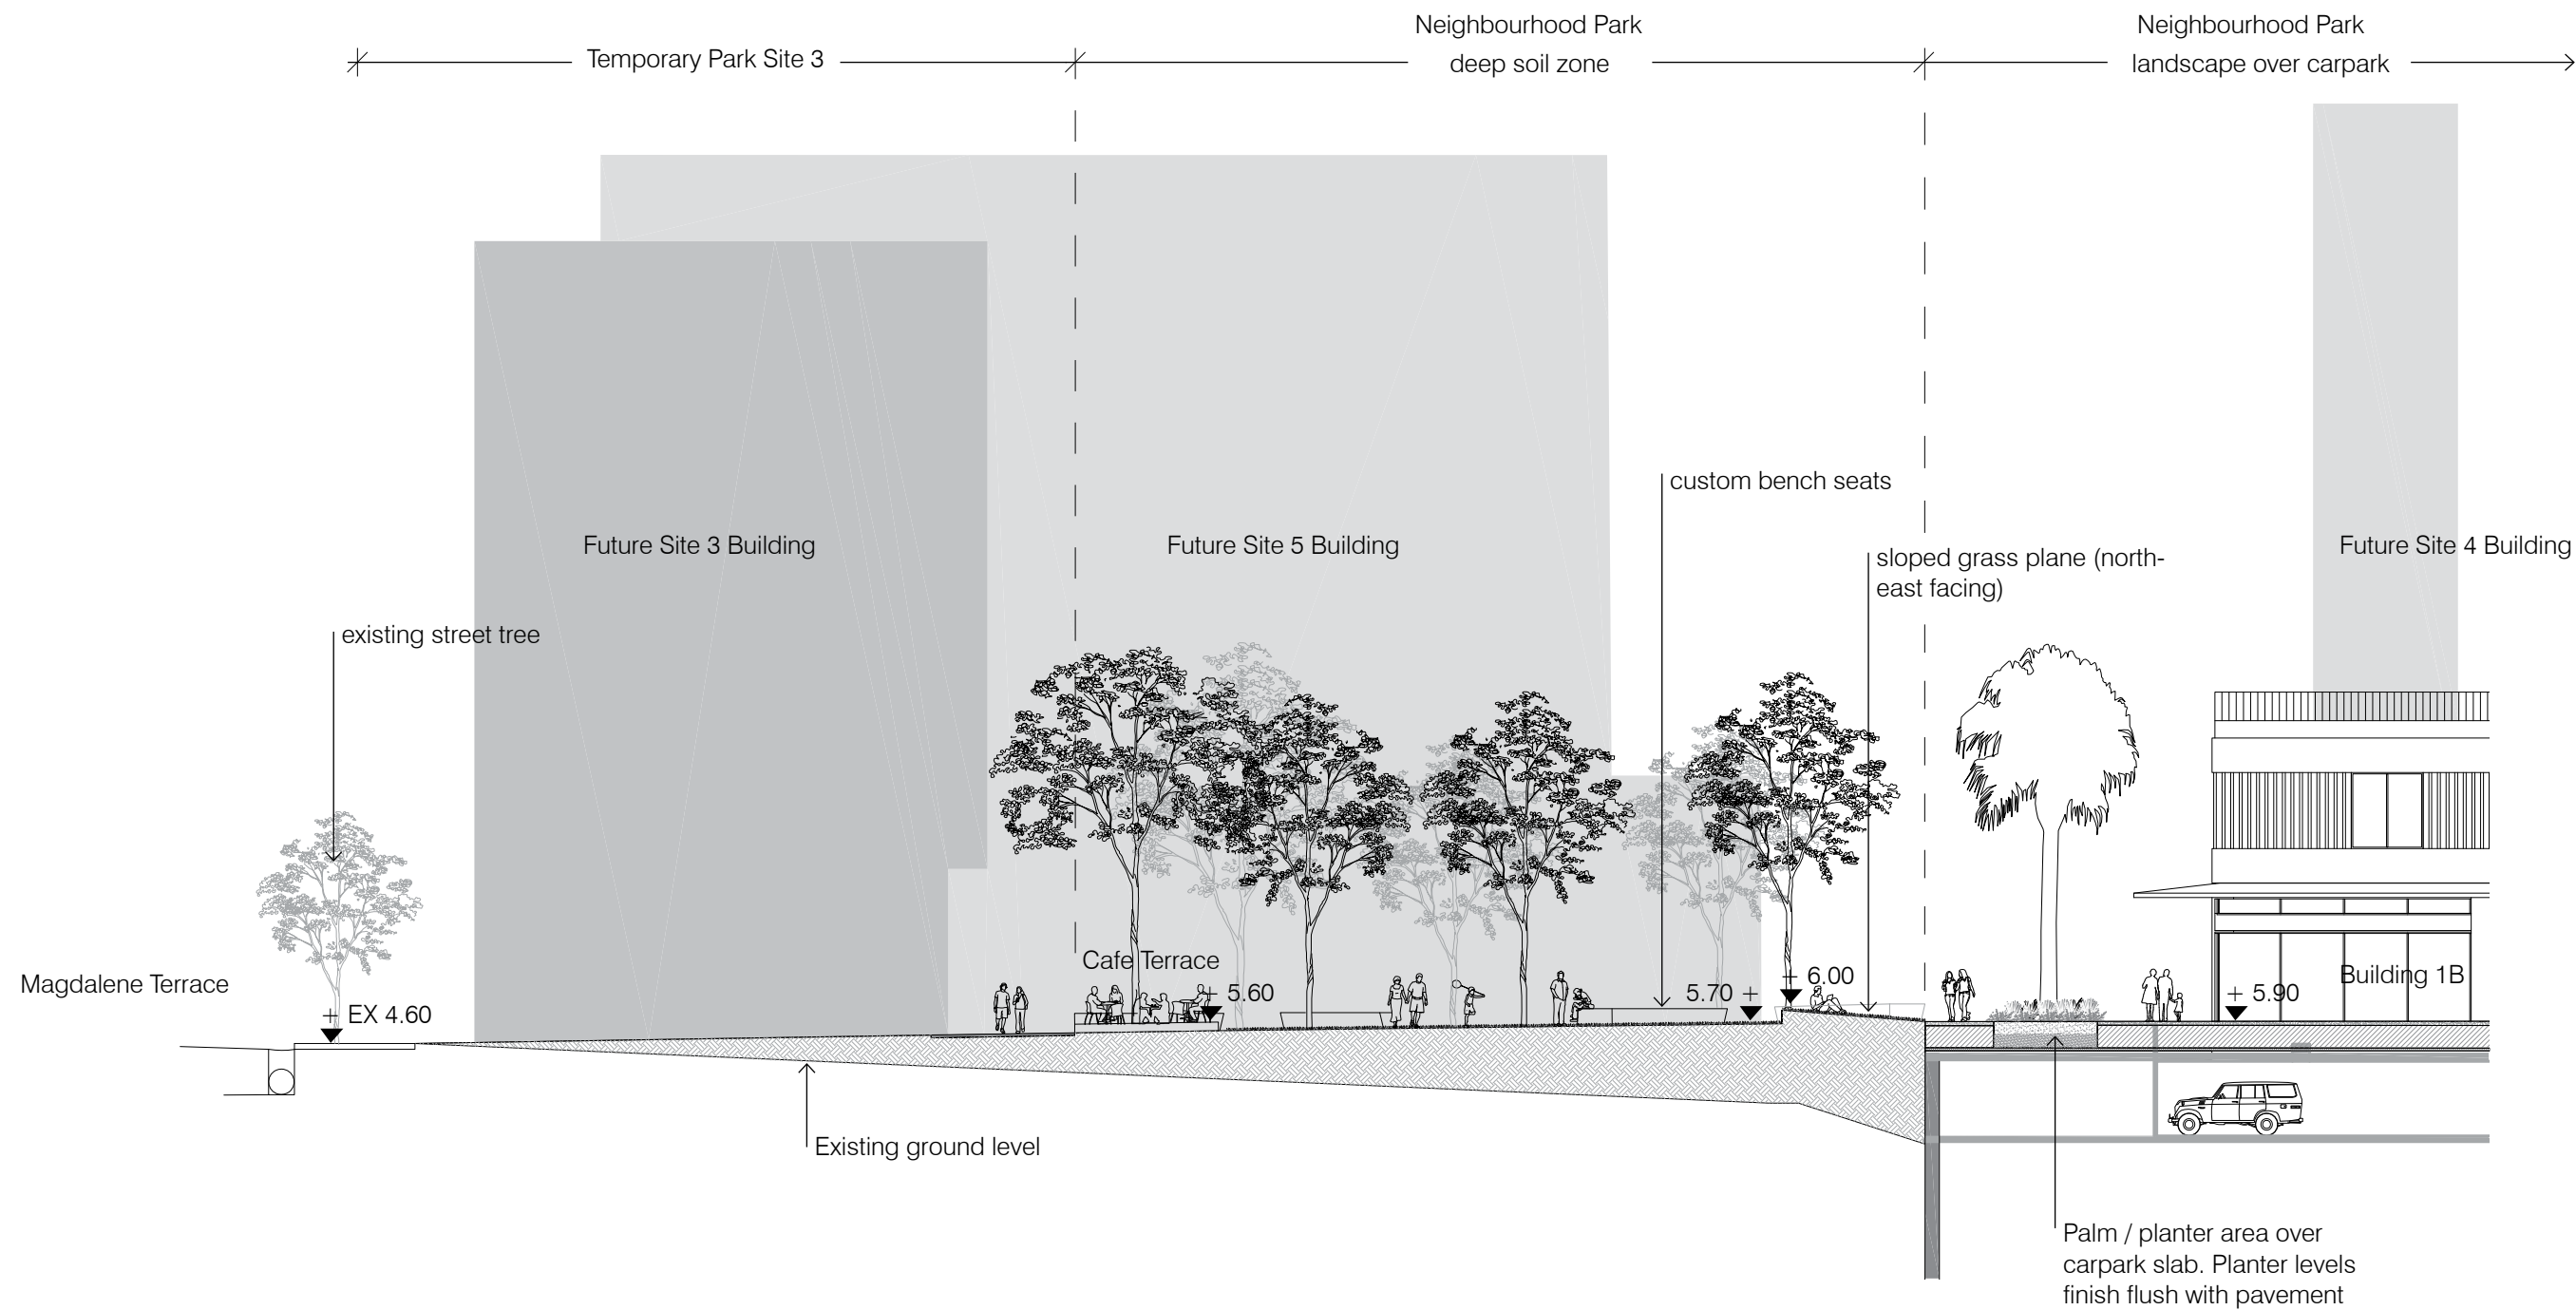 Neighbourhood Park
Neighbourhood Park
Temporary Park Site 3
deep soil zone
landscape over carpark
custom bench seats
Future Site 3 Building
Future Site 5 Building
Future Site 4 Building
sloped grass plane (north-
east facing)
existing street tree
Cafe Terrace
Magdalene Terrace
Building 1B
+ 6.00
+ 5.60
5.70 +
+ 5.90
+ EX 4.60
Existing ground level
Palm / planter area over
carpark slab. Planter levels
finish flush with pavement